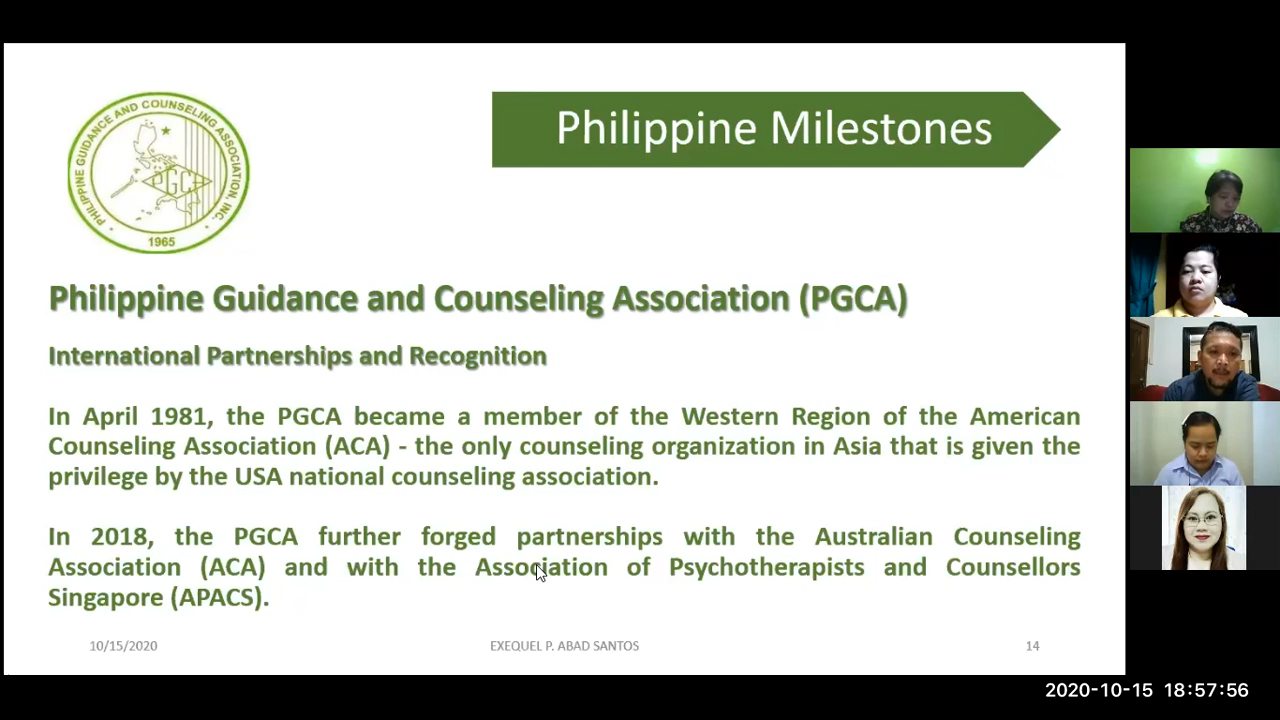 PHILIPPINE GUIDANCE AND COUNSELING ASSOCIATION, INC.
PGCA
1965
Philippine Milestones
Philippine Guidance and Counseling Association (PGCA)
International Partnerships and Recognition
In April 1981, the PGCA became a member of the Western Region of the American
Counseling Association (ACA) - the only counseling organization in Asia that is given the
privilege by the USA national counseling association.
In 2018, the PGCA further forged partnerships with the Australian Counseling
Association (ACA) and with the Association of Psychotherapists and Counsellors
Singapore (APACS).
10/15/2020
EXEQUEL P. ABAD SANTOS
14
2020-10-15 18:57:56